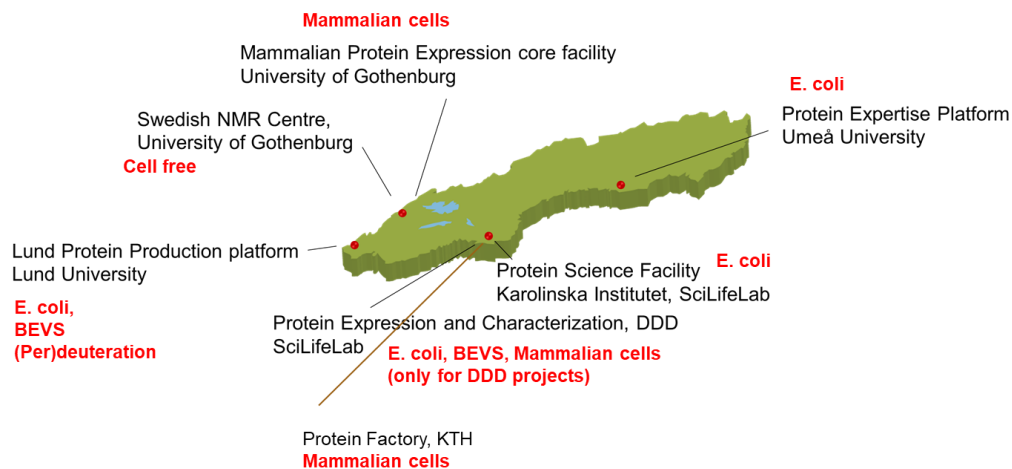 Mammalian cells
Mammalian Protein Expression core facility
University of Gothenburg
E. coli
Protein Expertise Platform
Umeå University
Swedish NMR Centre,
University of Gothenburg
Cell free
Lund Protein Production platform
Lund University
E. coli,
BEVS
(Per)deuteration
Protein Science Facility
E. coli
Karolinska Institutet, SciLifeLab
Protein Expression and Characterization, DDD
SciLifeLab
E. coli, BEVS, Mammalian cells
(only for DDD projects)
Protein Factory, KTH
Mammalian cells